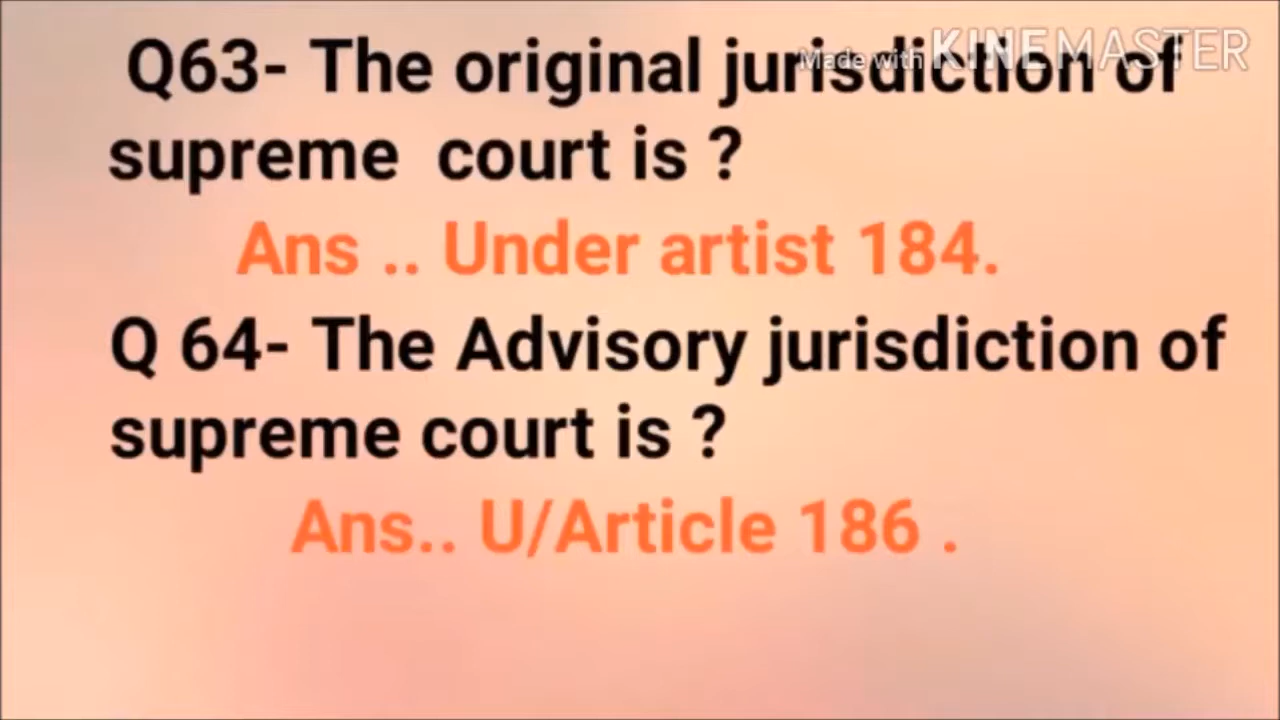 Made with KINEMASTER
Q63- The original jurisdiction of
supreme court is ?
Ans .. Under artist 184.
Q 64- The Advisory jurisdiction of
supreme court is ?
Ans.. U/Article 186 .